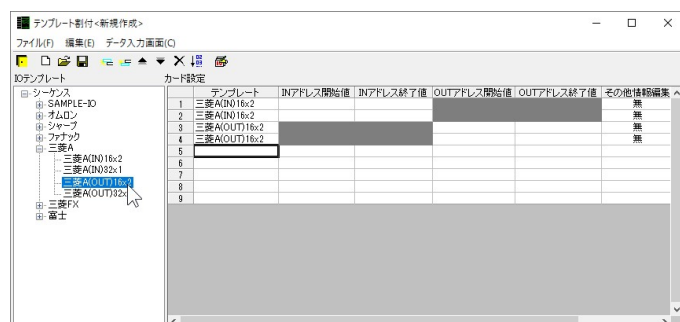 テンプレート割付<新規作成>
ファイル(F) 編集(E) データ入力画面(C)
IOテンプレート
カード設定
シーケンス
SAMPLE-IO
オムロン
シャープ
ファナック
三菱A
三菱A(IN)16x2
三菱A(IN)32x1
三菱A(OUT)16x2
三菱A(OUT)32x
三菱FX
富士
テンプレート INアドレス開始値 INアドレス終了値 OUTアドレス開始値 OUTアドレス終了値 その他情報編集
1 三菱A(IN)16x2 無
2 三菱A(IN)16x2 無
3 三菱A(OUT)16x2 無
4 三菱A(OUT)16x2 無
5
6
7
8
9